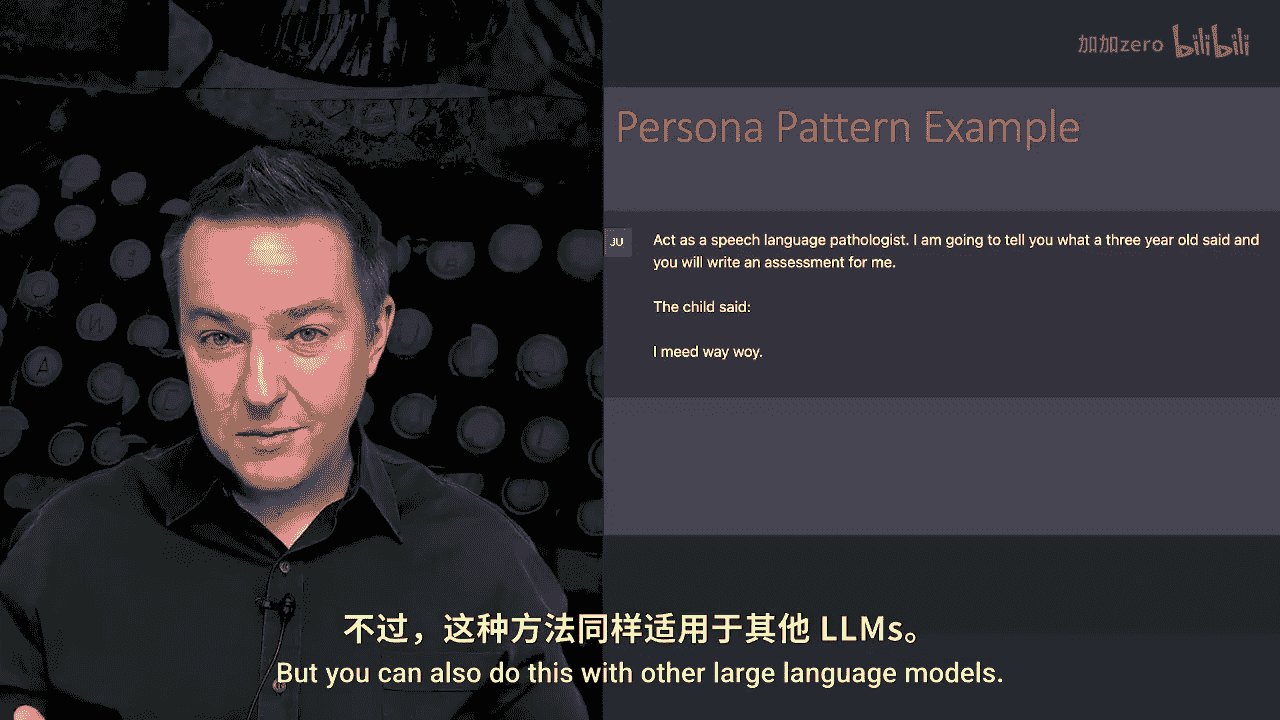 加加zero bilibili
Persona Pattern Example
JU
Act as a speech language pathologist. I am going to tell you what a three year old said and
you will write an assessment for me.
The child said:
I meed way woy.
不过，这种方法同样适用于其他 LLMs。
But you can also do this with other large language models.